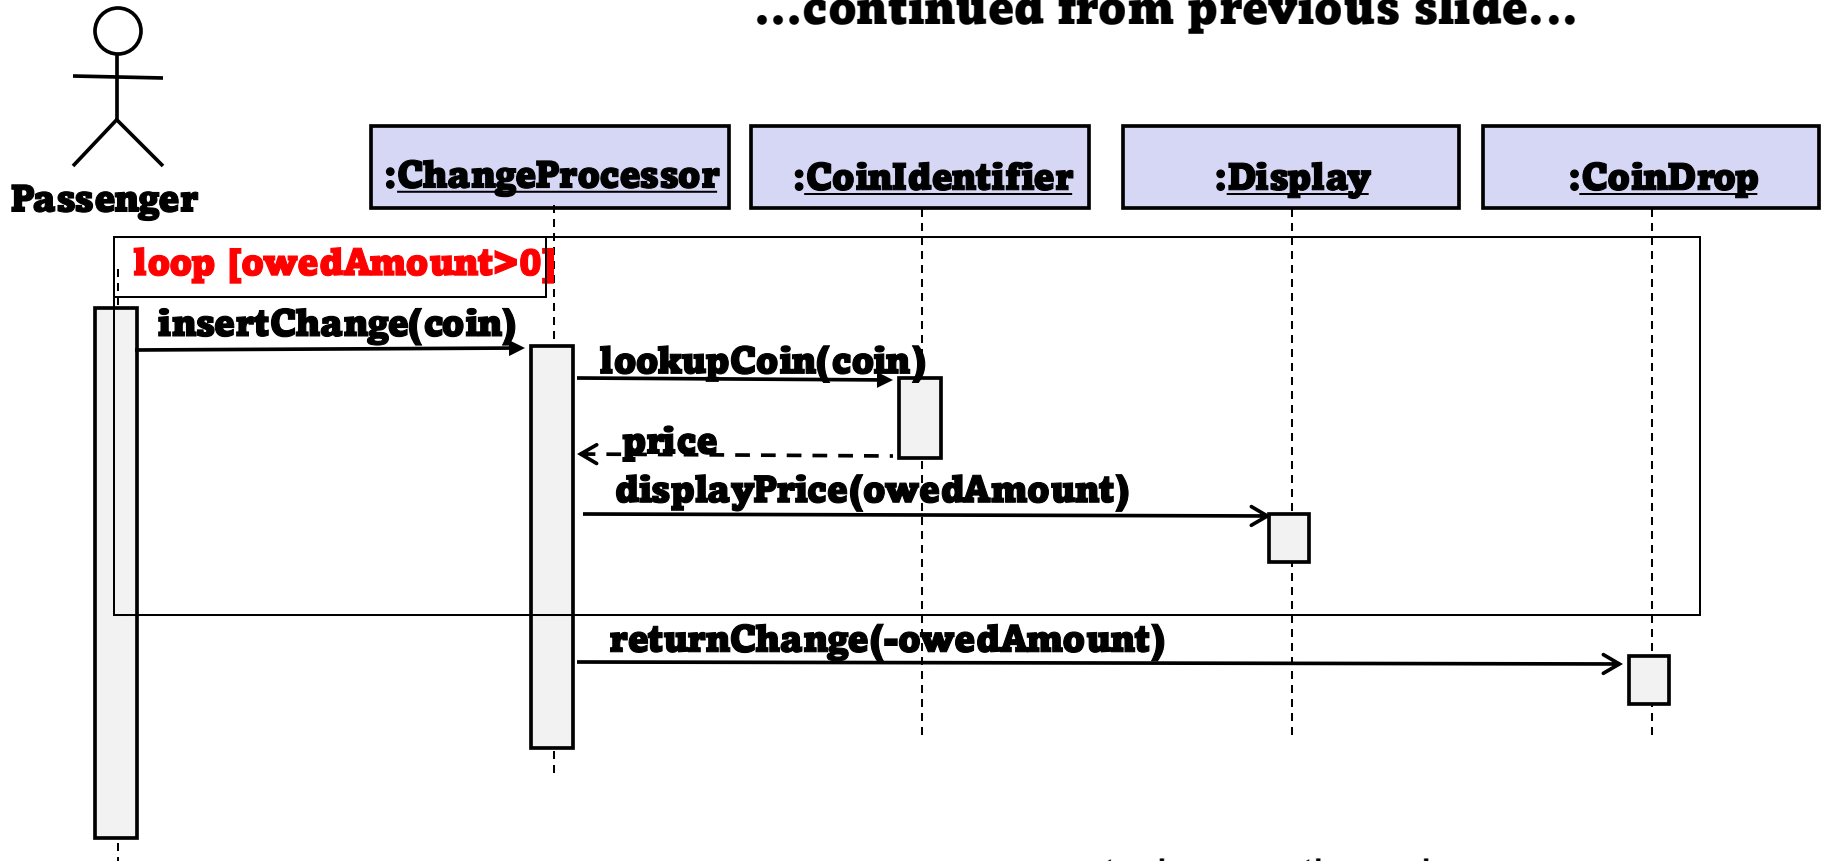 ...continued from previous slide...
Passenger
:ChangeProcessor
:CoinIdentifier
:Display
:CoinDrop
loop [owedAmount>0]
insertChange(coin)
lookupCoin(coin)
price
displayPrice(owedAmount)
returnChange(-owedAmount)